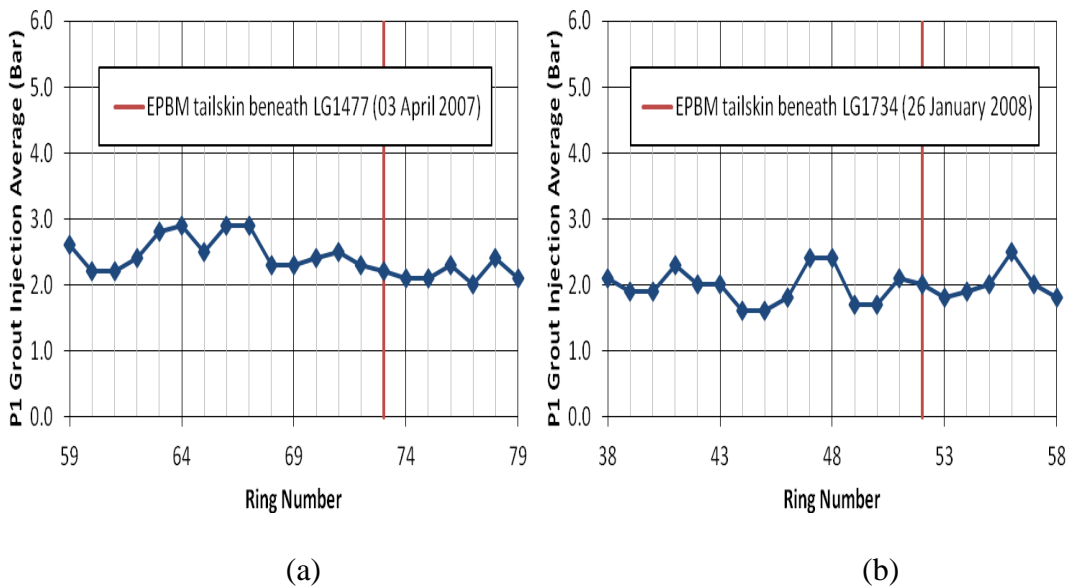 P1 Grout Injection Average (Bar)
6.0
5.0
4.0
3.0
2.0
1.0
0.0
EPBM tailskin beneath LG1477 (03 April 2007)
59 64 69 74 79
Ring Number
(a)
P1 Grout Injection Average (Bar)
6.0
5.0
4.0
3.0
2.0
1.0
0.0
EPBM tailskin beneath LG1734 (26 January 2008)
38 43 48 53 58
Ring Number
(b)